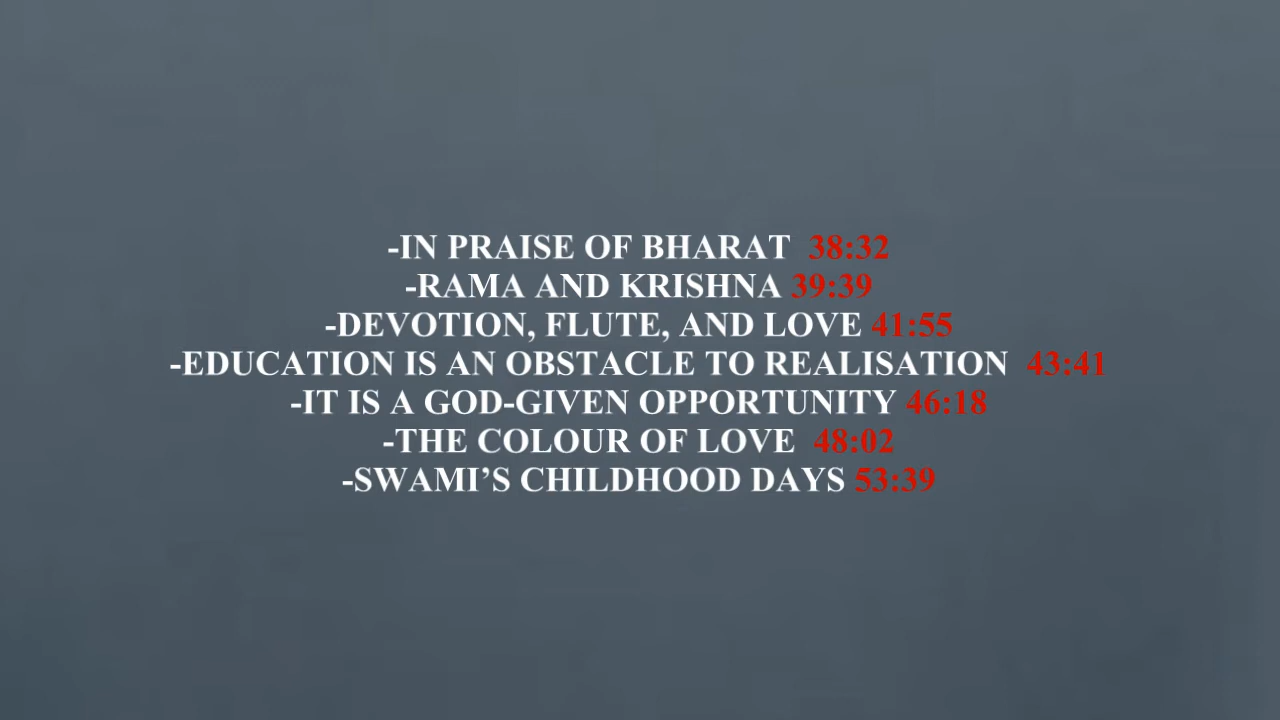 -IN PRAISE OF BHARAT 38:32
-RAMA AND KRISHNA 39:39
-DEVOTION, FLUTE, AND LOVE 41:55
-EDUCATION IS AN OBSTACLE TO REALISATION 43:41
-IT IS A GOD-GIVEN OPPORTUNITY 46:18
-THE COLOUR OF LOVE 48:02
-SWAMI’S CHILDHOOD DAYS 53:39